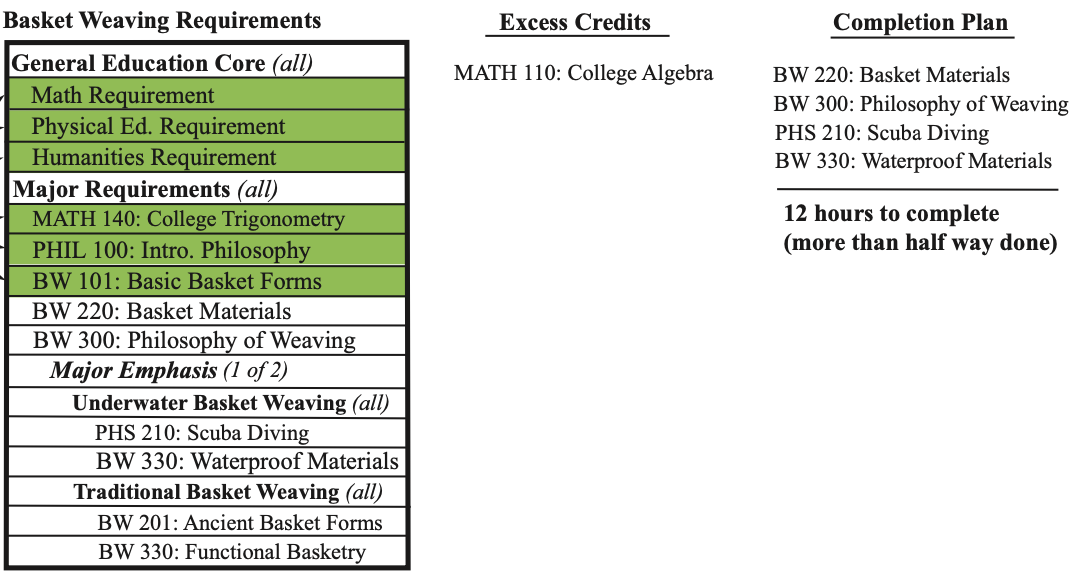 Basket Weaving Requirements
General Education Core (all)
Math Requirement
Physical Ed. Requirement
Humanities Requirement
Major Requirements (all)
MATH 140: College Trigonometry
PHIL 100: Intro. Philosophy
BW 101: Basic Basket Forms
BW 220: Basket Materials
BW 300: Philosophy of Weaving
Major Emphasis (1 of 2)
Underwater Basket Weaving (all)
PHS 210: Scuba Diving
BW 330: Waterproof Materials
Traditional Basket Weaving (all)
BW 201: Ancient Basket Forms
BW 330: Functional Basketry
Excess Credits
MATH 110: College Algebra
Completion Plan
BW 220: Basket Materials
BW 300: Philosophy of Weaving
PHS 210: Scuba Diving
BW 330: Waterproof Materials
12 hours to complete
(more than half way done)